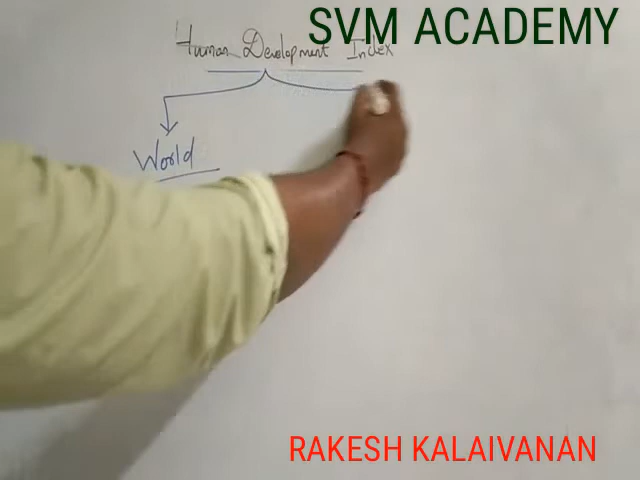 SVM ACADEMY
Human Development Index
World
RAKESH KALAIVANAN